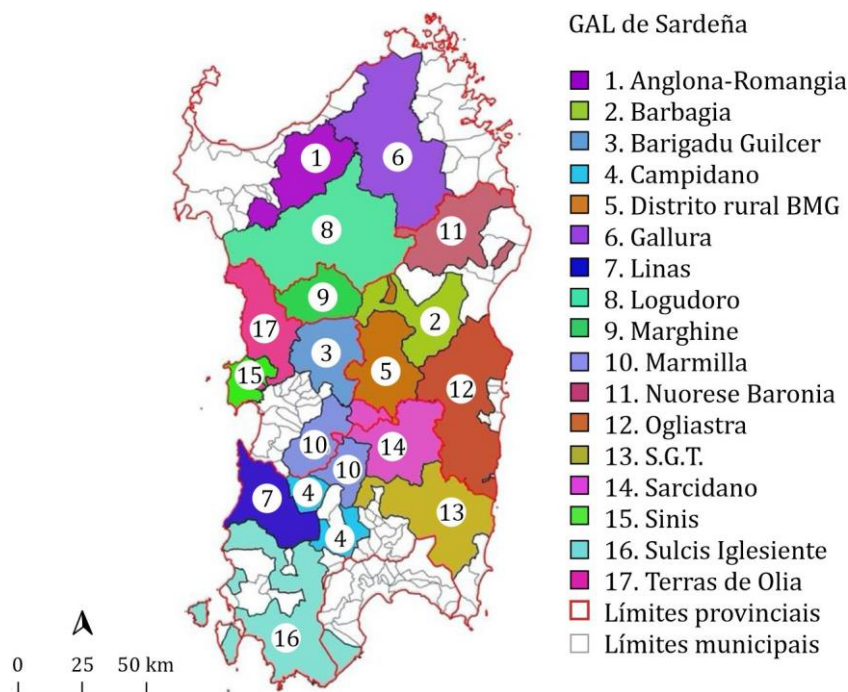 GAL de Sardeña
1. Anglona-Romangia
2. Barbagia
3. Barigadu Guilcer
4. Campidano
5. Distrito rural BMG
6. Gallura
7. Linas
8. Logudoro
9. Marghine
10. Marmilla
11. Nuorese Baronia
12. Ogliastra
13. S.G.T.
14. Sarcidano
15. Sinis
16. Sulcis Iglesiente
17. Terras de Olia
Límites provinciais
Límites municipais
1
6
8
11
9
2
17
3
15
5
12
10
14
10
4
7
13
4
16
0 25 50 km